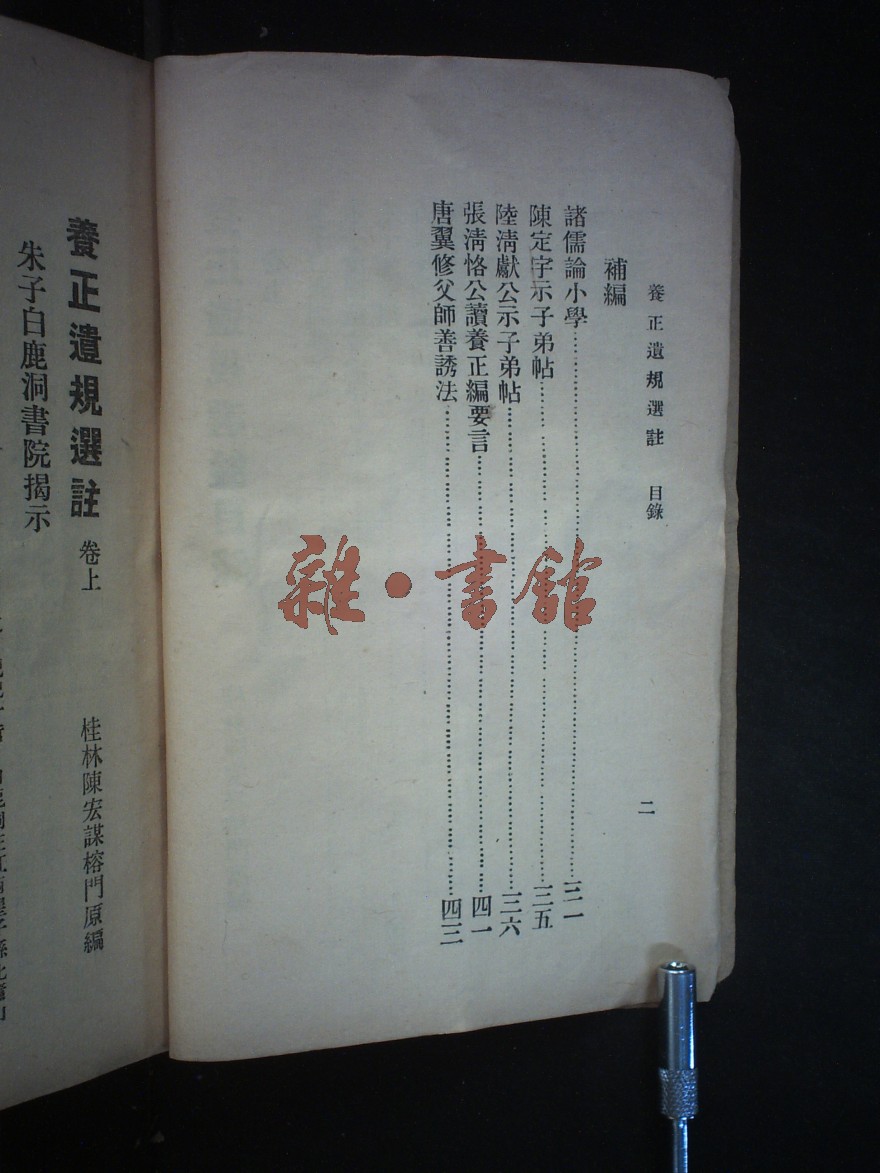 養正遺規選註　目錄
二
補編
諸儒論小學……三一
陳定宇示子弟帖……三五
陸清獻公示子弟帖……三六
張清恪公讀養正編要言……四一
唐翼修父師善誘法……四三
養正遺規選註　卷上
桂林陳宏謀榕門原編
朱子白鹿洞書院揭示
雜·書館